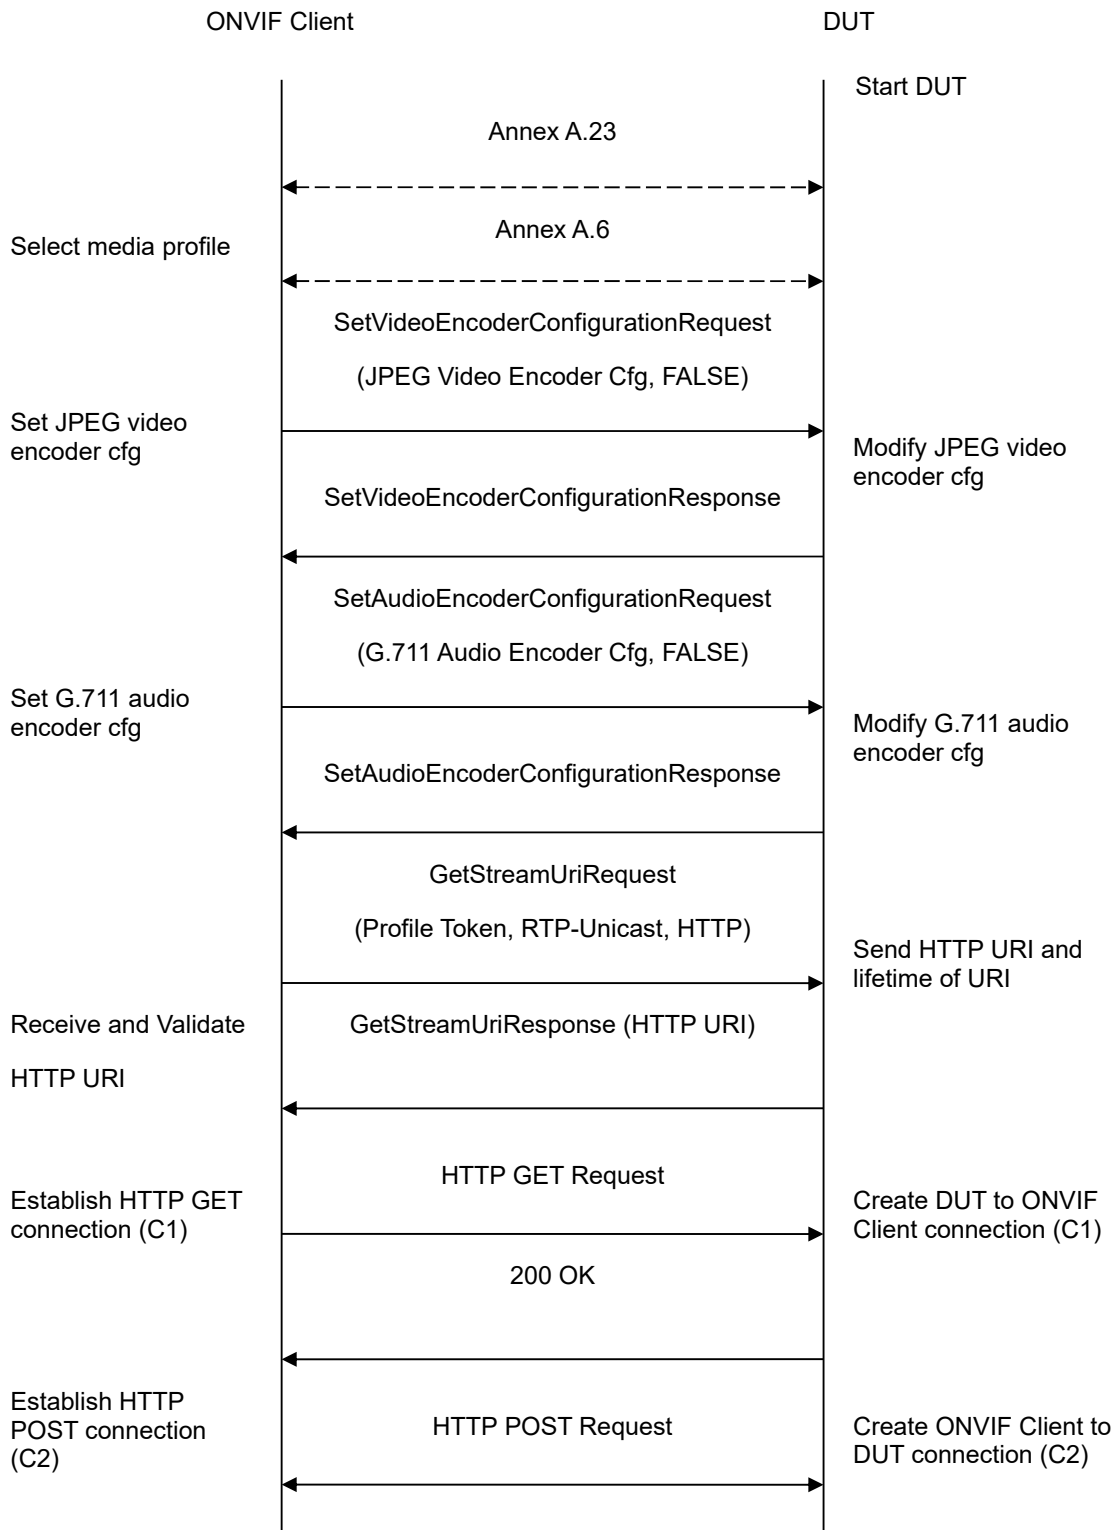 ONVIF Client
DUT
Start DUT
Annex A.23
Annex A.6
Select media profile
SetVideoEncoderConfigurationRequest
(JPEG Video Encoder Cfg, FALSE)
Set JPEG video
encoder cfg
Modify JPEG video
encoder cfg
SetVideoEncoderConfigurationResponse
SetAudioEncoderConfigurationRequest
(G.711 Audio Encoder Cfg, FALSE)
Set G.711 audio
encoder cfg
Modify G.711 audio
encoder cfg
SetAudioEncoderConfigurationResponse
GetStreamUriRequest
(Profile Token, RTP-Unicast, HTTP)
Send HTTP URI and
lifetime of URI
Receive and Validate
HTTP URI
GetStreamUriResponse (HTTP URI)
HTTP GET Request
Establish HTTP GET
connection (C1)
Create DUT to ONVIF
Client connection (C1)
200 OK
Establish HTTP
POST connection
(C2)
HTTP POST Request
Create ONVIF Client to
DUT connection (C2)